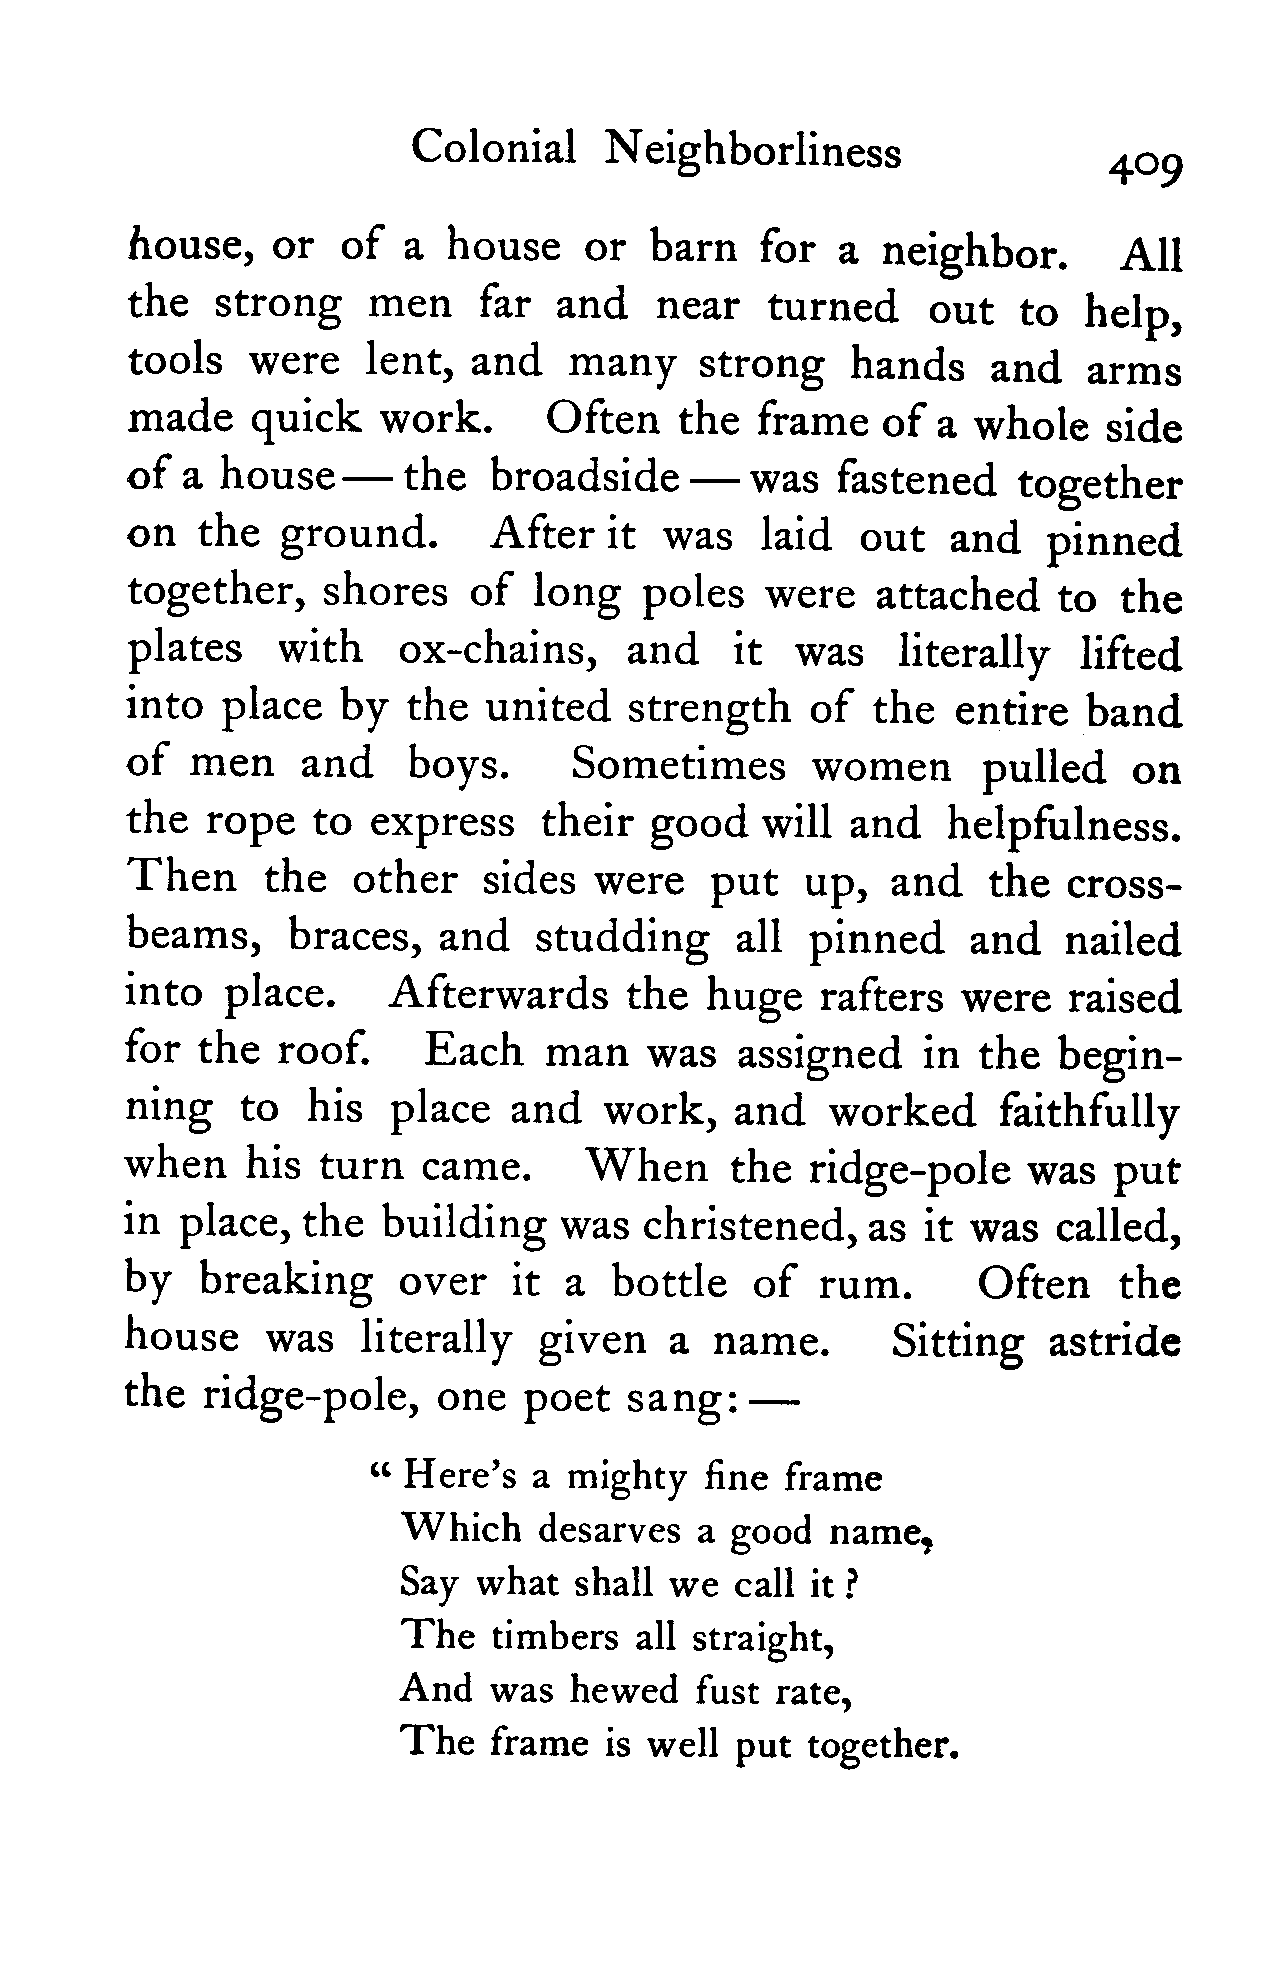 Colonial Neighborliness 409
house, or of a house or barn for a neighbor. All
the strong men far and near turned out to help,
tools were lent, and many strong hands and arms
made quick work. Often the frame of a whole side
of a house — the broadside — was fastened together
on the ground. After it was laid out and pinned
together, shores of long poles were attached to the
plates with ox-chains, and it was literally lifted
into place by the united strength of the entire band
of men and boys. Sometimes women pulled on
the rope to express their good will and helpfulness.
Then the other sides were put up, and the cross-
beams, braces, and studding all pinned and nailed
into place. Afterwards the huge rafters were raised
for the roof. Each man was assigned in the begin-
ning to his place and work, and worked faithfully
when his turn came. When the ridge-pole was put
in place, the building was christened, as it was called,
by breaking over it a bottle of rum. Often the
house was literally given a name. Sitting astride
the ridge-pole, one poet sang: —
“ Here’s a mighty fine frame
Which desarves a good name,
Say what shall we call it ?
The timbers all straight,
And was hewed fust rate,
The frame is well put together.